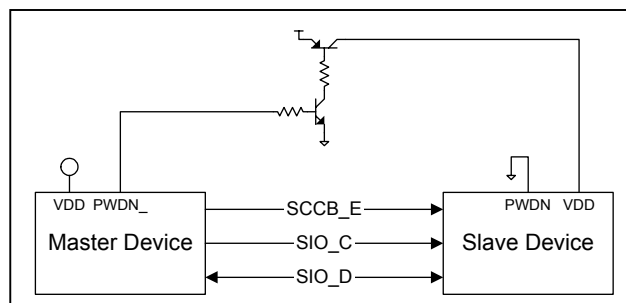 VDD PWDN_
Master Device
SCCB_E
SIO_C
SIO_D
PWDN VDD
Slave Device